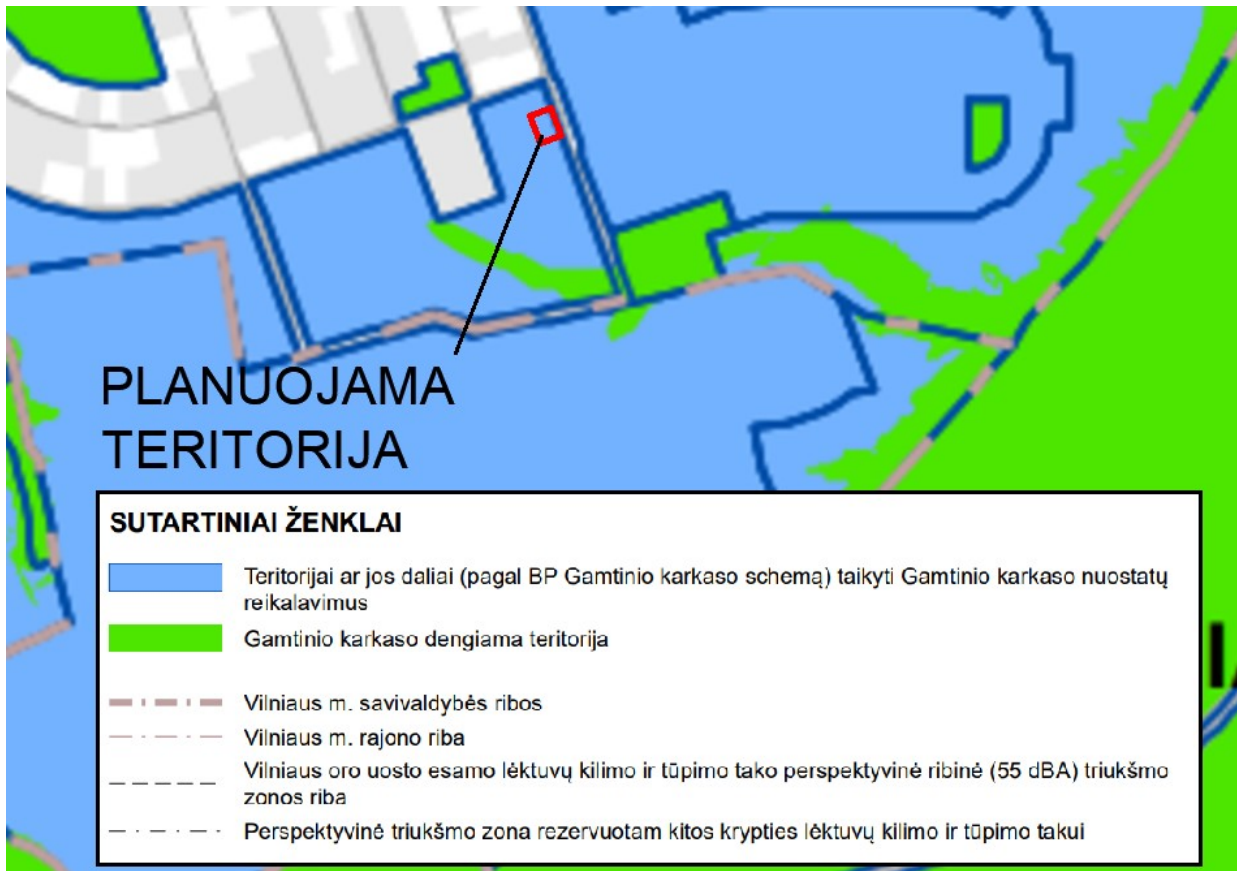 PLANUOJAMA
TERITORIJA
SUTARTINIAI ŽENKLAI
Teritorijai ar jos daliai (pagal BP Gamtinio karkaso schemą) taikyti Gamtinio karkaso nuostatų
reikalavimus
Gamtinio karkaso dengiama teritorija
Vilniaus m. savivaldybės ribos
Vilniaus m. rajono riba
Vilniaus oro uosto esamo lėktuvų kilimo ir tūpimo tako perspektyvinė ribinė (55 dBA) triukšmo
zonos riba
Perspektyvinė triukšmo zona rezervuotam kitos krypties lėktuvų kilimo ir tūpimo takui